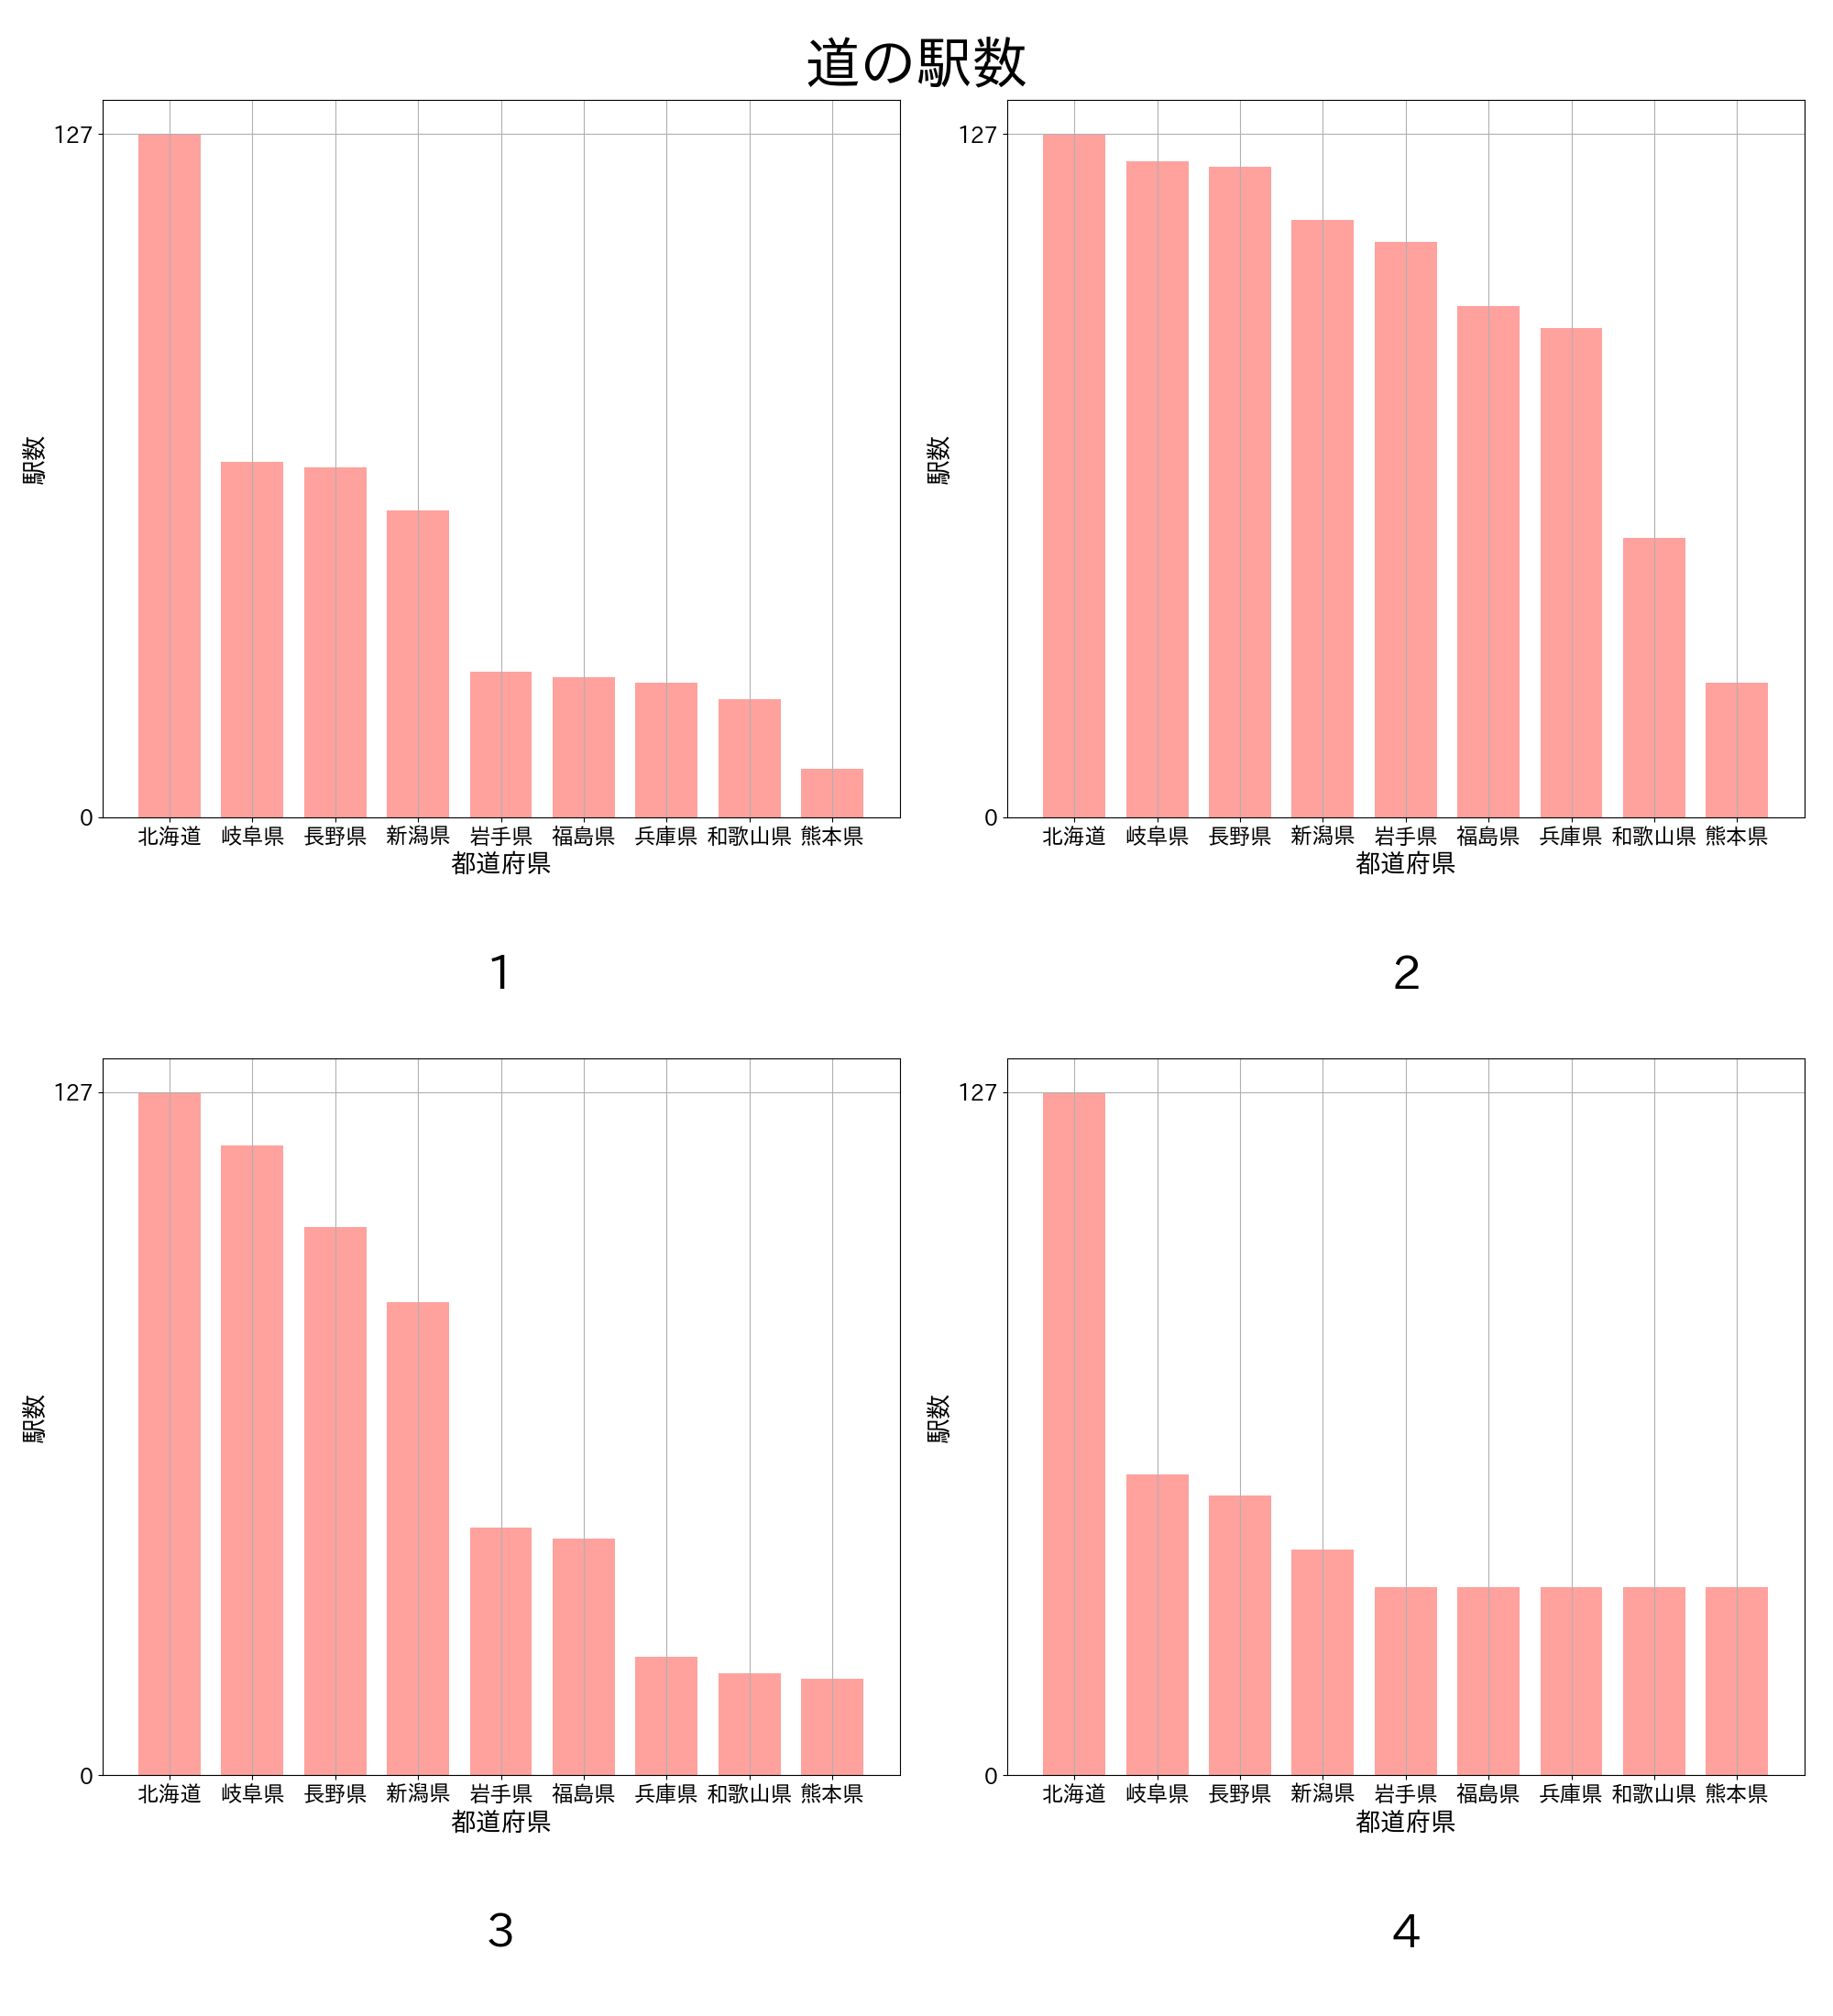 道の駅数
127
0
駅数
北海道 岐阜県 長野県 新潟県 岩手県 福島県 兵庫県 和歌山県 熊本県
都道府県
1
127
0
駅数
北海道 岐阜県 長野県 新潟県 岩手県 福島県 兵庫県 和歌山県 熊本県
都道府県
2
127
0
駅数
北海道 岐阜県 長野県 新潟県 岩手県 福島県 兵庫県 和歌山県 熊本県
都道府県
3
127
0
駅数
北海道 岐阜県 長野県 新潟県 岩手県 福島県 兵庫県 和歌山県 熊本県
都道府県
4